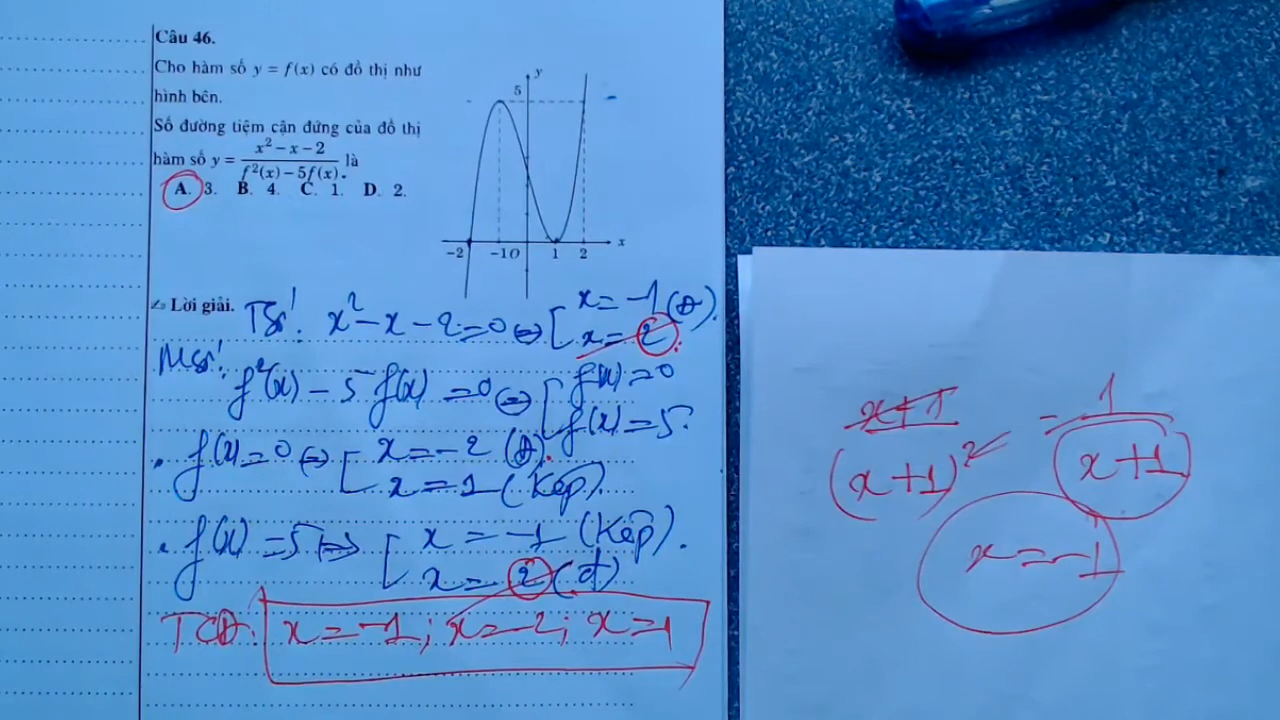 Câu 46.
Cho hàm số y = f(x) có đồ thị như
hình bên.
Số đường tiệm cận đứng của đồ thị
hàm số y = \frac{x² − x − 2}{f²(x) − 5f(x)} là
A. 3. B. 4. C. 1. D. 2.
y
5
−2 −1 O 1 2 x
Lời giải.
TS: x² − x − 2 = 0 ⇔ [ x = −1 (đ).
x = 2
MS:
f²(x) − 5 f(x) = 0 ⇔ [ f(x) = 0
f(x) = 5.
f(x) = 0 ⇔ [ x = −2 (đ).
x = 1 (Kép)
f(x) = 5 ⇔ [ x = −1 (Kép).
x = 2 (đ)
TCĐ: x = −1; x = −2; x = 1
x + 1
(x + 1)²
1
x + 1
x = −1